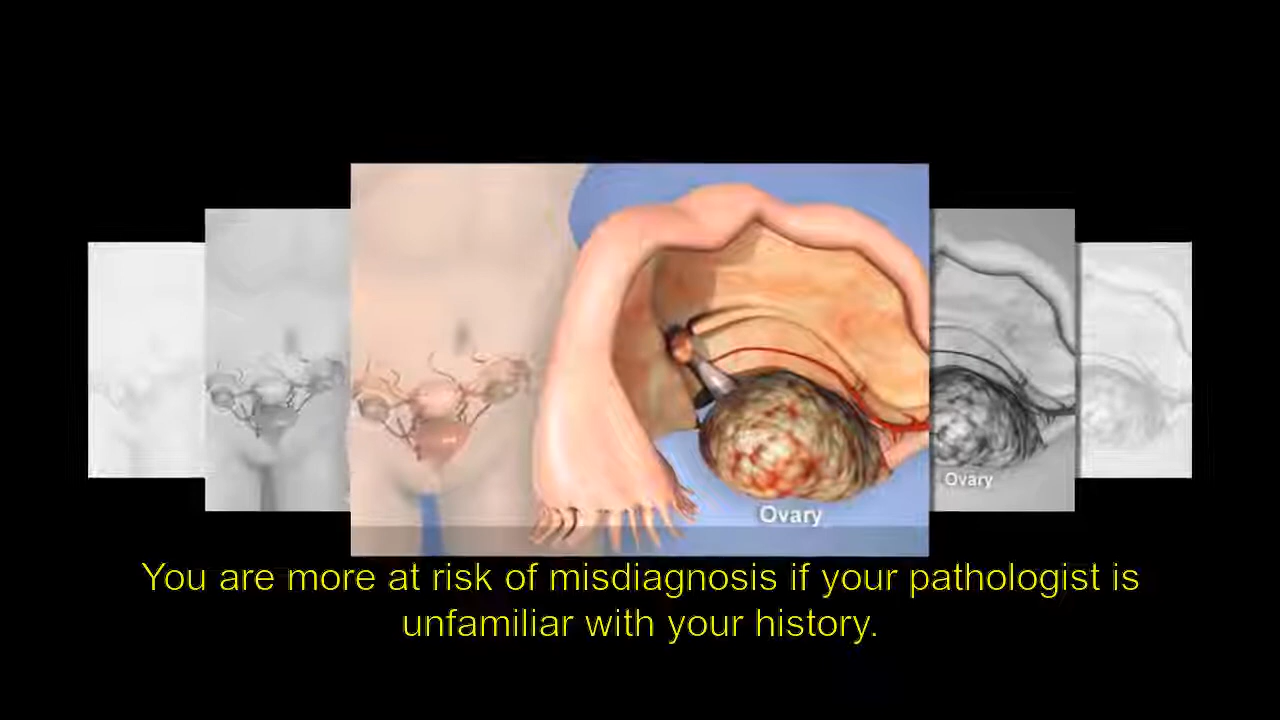 Ovary
Ovary
You are more at risk of misdiagnosis if your pathologist is
unfamiliar with your history.